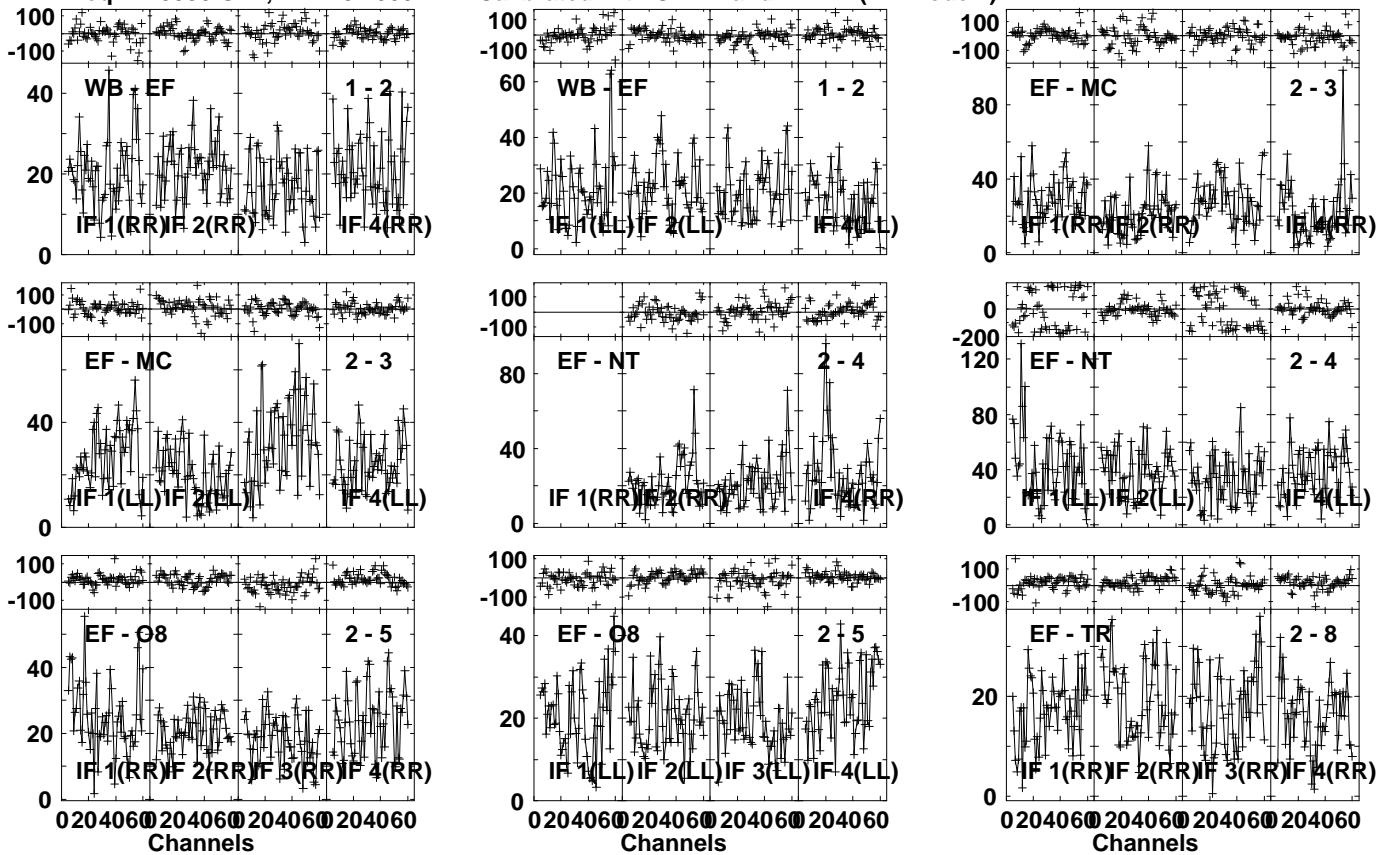 100
-100
WB - EF 1 - 2
40
20
0
IF 1(RR) IF 2(RR) IF 4(RR)
100
-100
WB - EF 1 - 2
60
40
20
0
IF 1(LL) IF 2(LL) IF 4(LL)
100
-100
EF - MC 2 - 3
80
40
0
IF 1(RR) IF 2(RR) IF 4(RR)
100
-100
EF - MC 2 - 3
40
0
IF 1(LL) IF 2(LL) IF 4(LL)
100
-100
EF - NT 2 - 4
80
40
0
IF 1(RR) IF 2(RR) IF 4(RR)
0
-200
EF - NT 2 - 4
120
80
40
0
IF 1(LL) IF 2(LL) IF 4(LL)
100
-100
EF - O8 2 - 5
40
20
0
IF 1(RR) IF 2(RR) IF 3(RR) IF 4(RR)
0 20 40 60 0 20 40 60 0 20 40 60 0 20 40 60
Channels
100
-100
EF - O8 2 - 5
40
20
0
IF 1(LL) IF 2(LL) IF 3(LL) IF 4(LL)
0 20 40 60 0 20 40 60 0 20 40 60 0 20 40 60
Channels
100
-100
EF - TR 2 - 8
20
0
IF 1(RR) IF 2(RR) IF 3(RR) IF 4(RR)
0 20 40 60 0 20 40 60 0 20 40 60 0 20 40 60
Channels